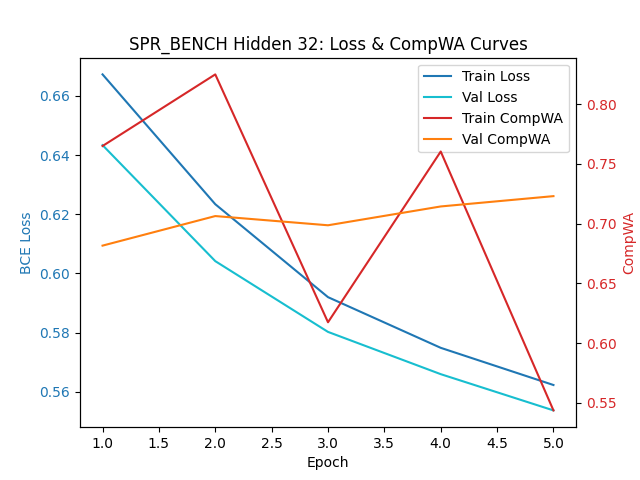 SPR_BENCH Hidden 32: Loss & CompWA Curves
Train Loss
Val Loss
Train CompWA
Val CompWA
BCE Loss
0.66
0.64
0.62
0.60
0.58
0.56
CompWA
0.80
0.75
0.70
0.65
0.60
0.55
1.0 1.5 2.0 2.5 3.0 3.5 4.0 4.5 5.0
Epoch